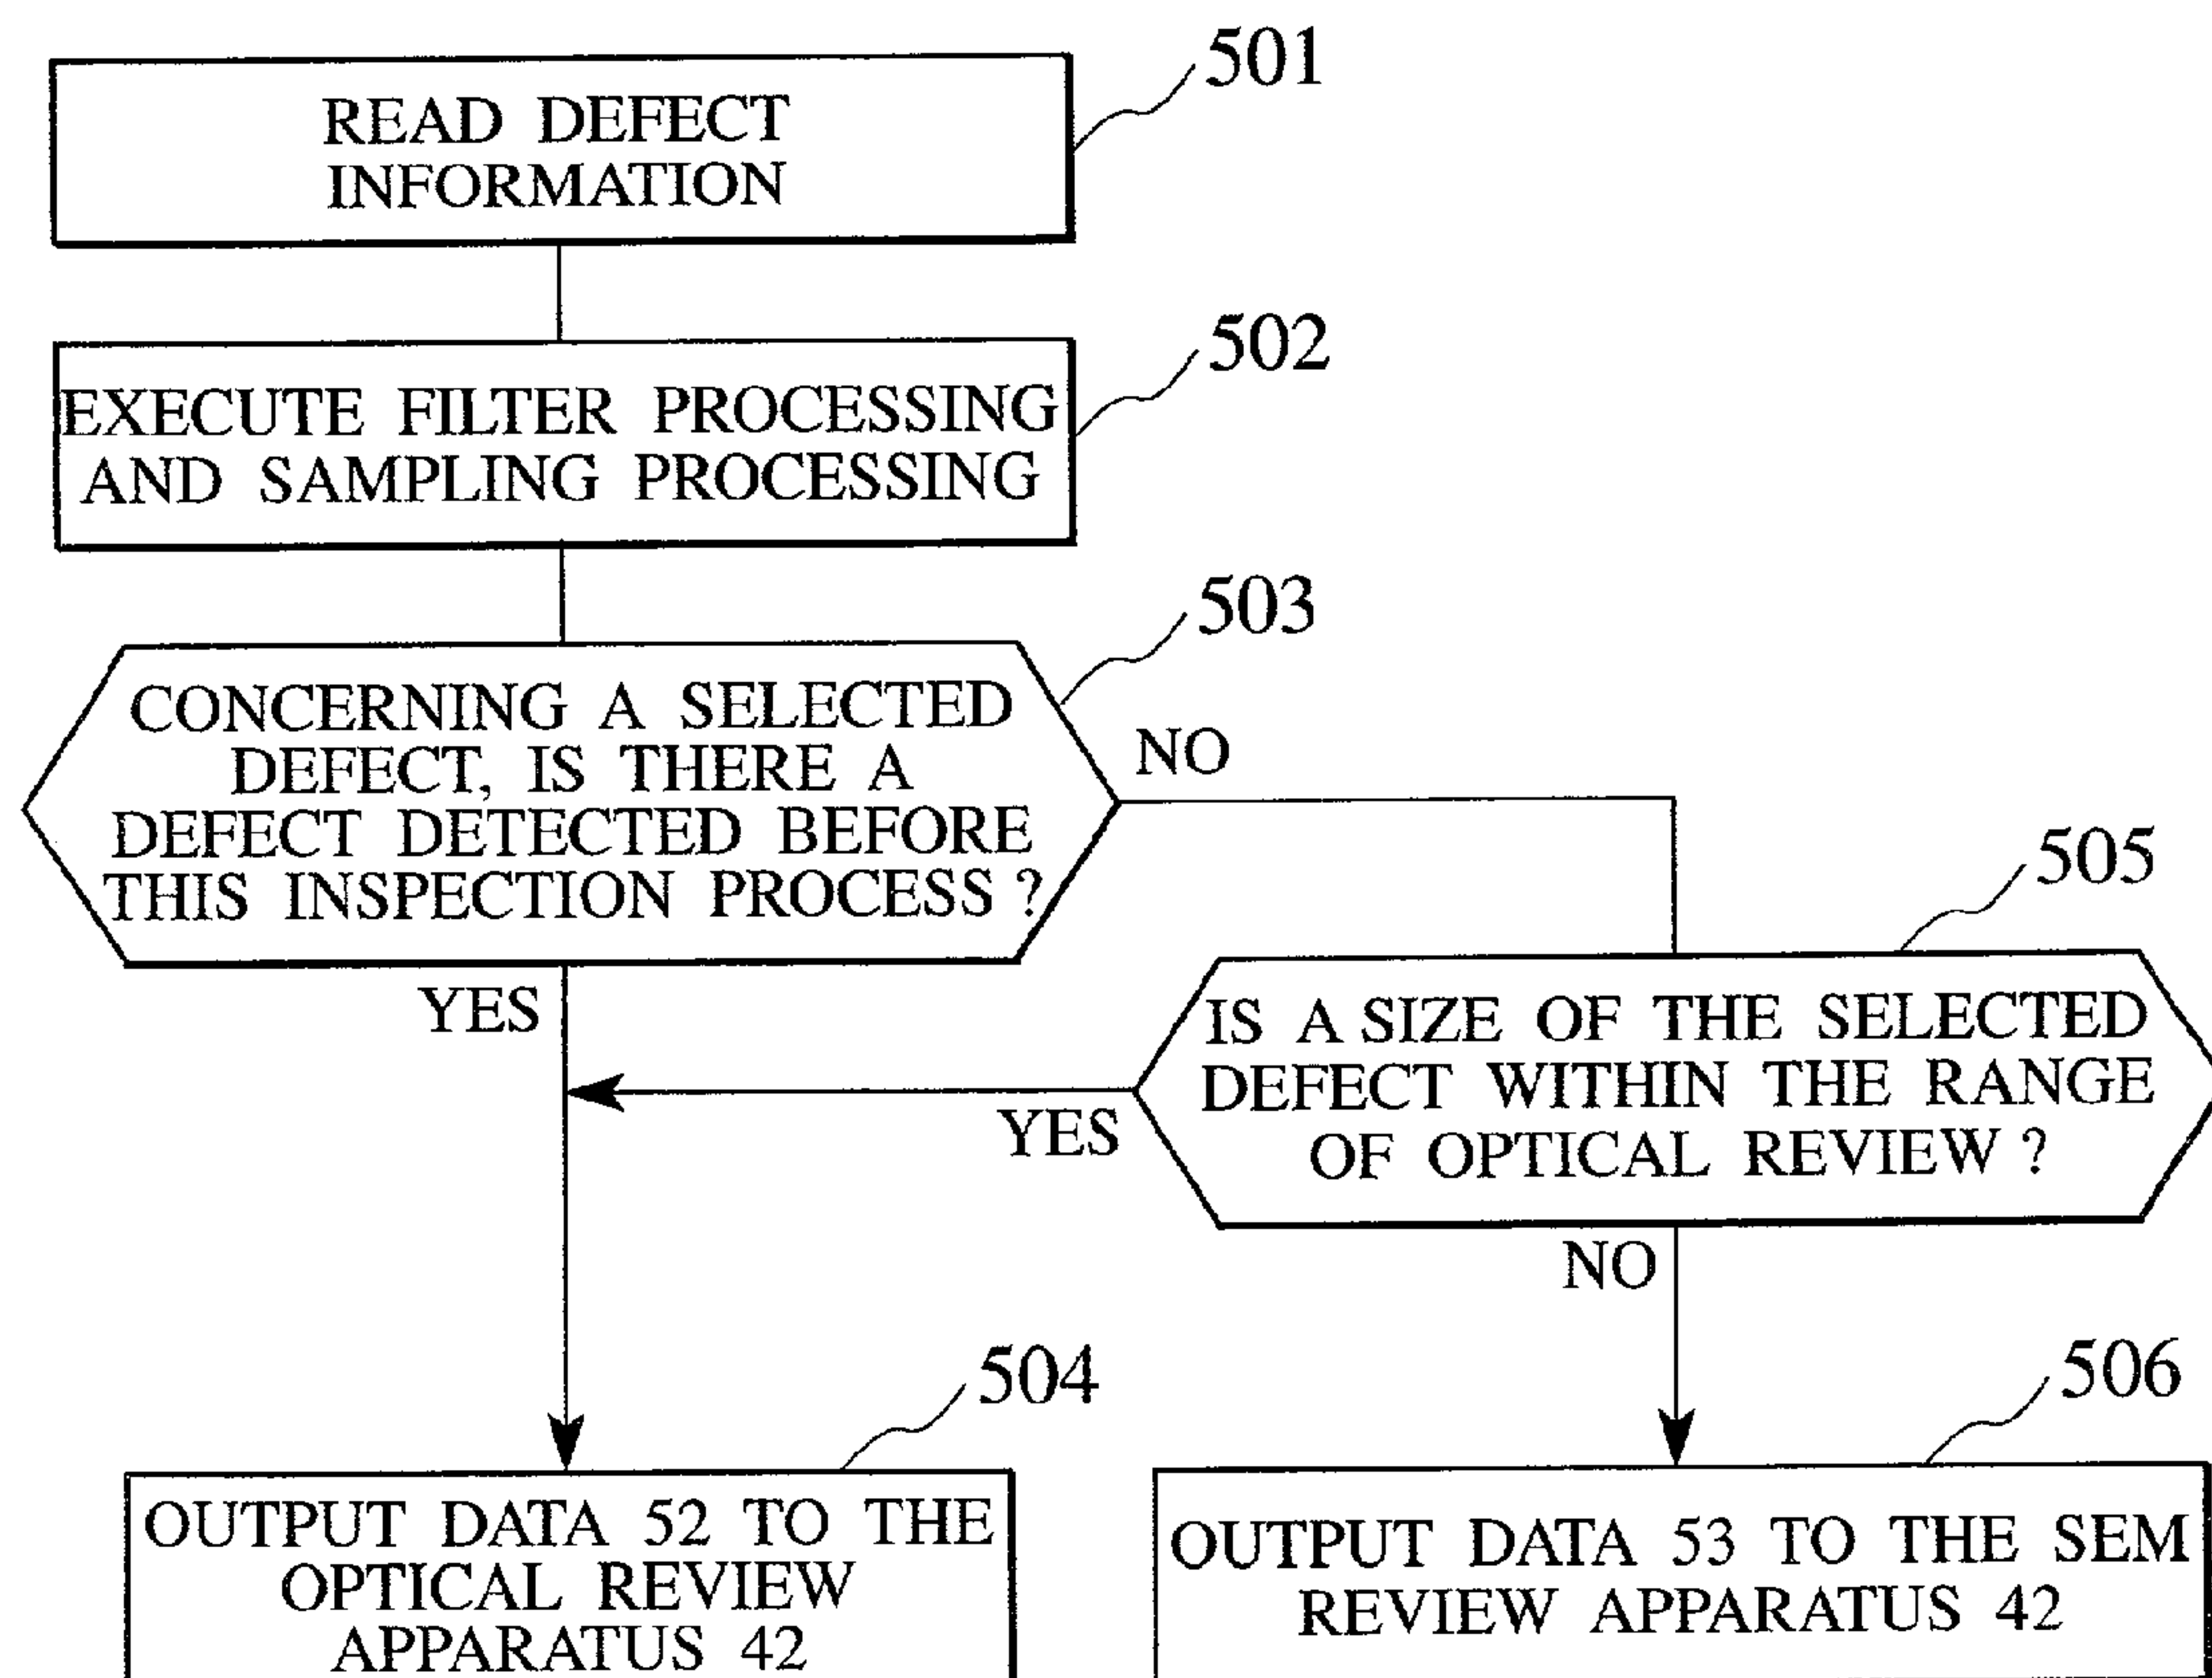 501
READ DEFECT
INFORMATION
502
EXECUTE FILTER PROCESSING
AND SAMPLING PROCESSING
503
CONCERNING A SELECTED
DEFECT, IS THERE A
DEFECT DETECTED BEFORE
THIS INSPECTION PROCESS ?
NO
505
YES
IS A SIZE OF THE SELECTED
DEFECT WITHIN THE RANGE
OF OPTICAL REVIEW ?
YES
NO
504
506
OUTPUT DATA 52 TO THE
OPTICAL REVIEW
APPARATUS 42
OUTPUT DATA 53 TO THE SEM
REVIEW APPARATUS 42